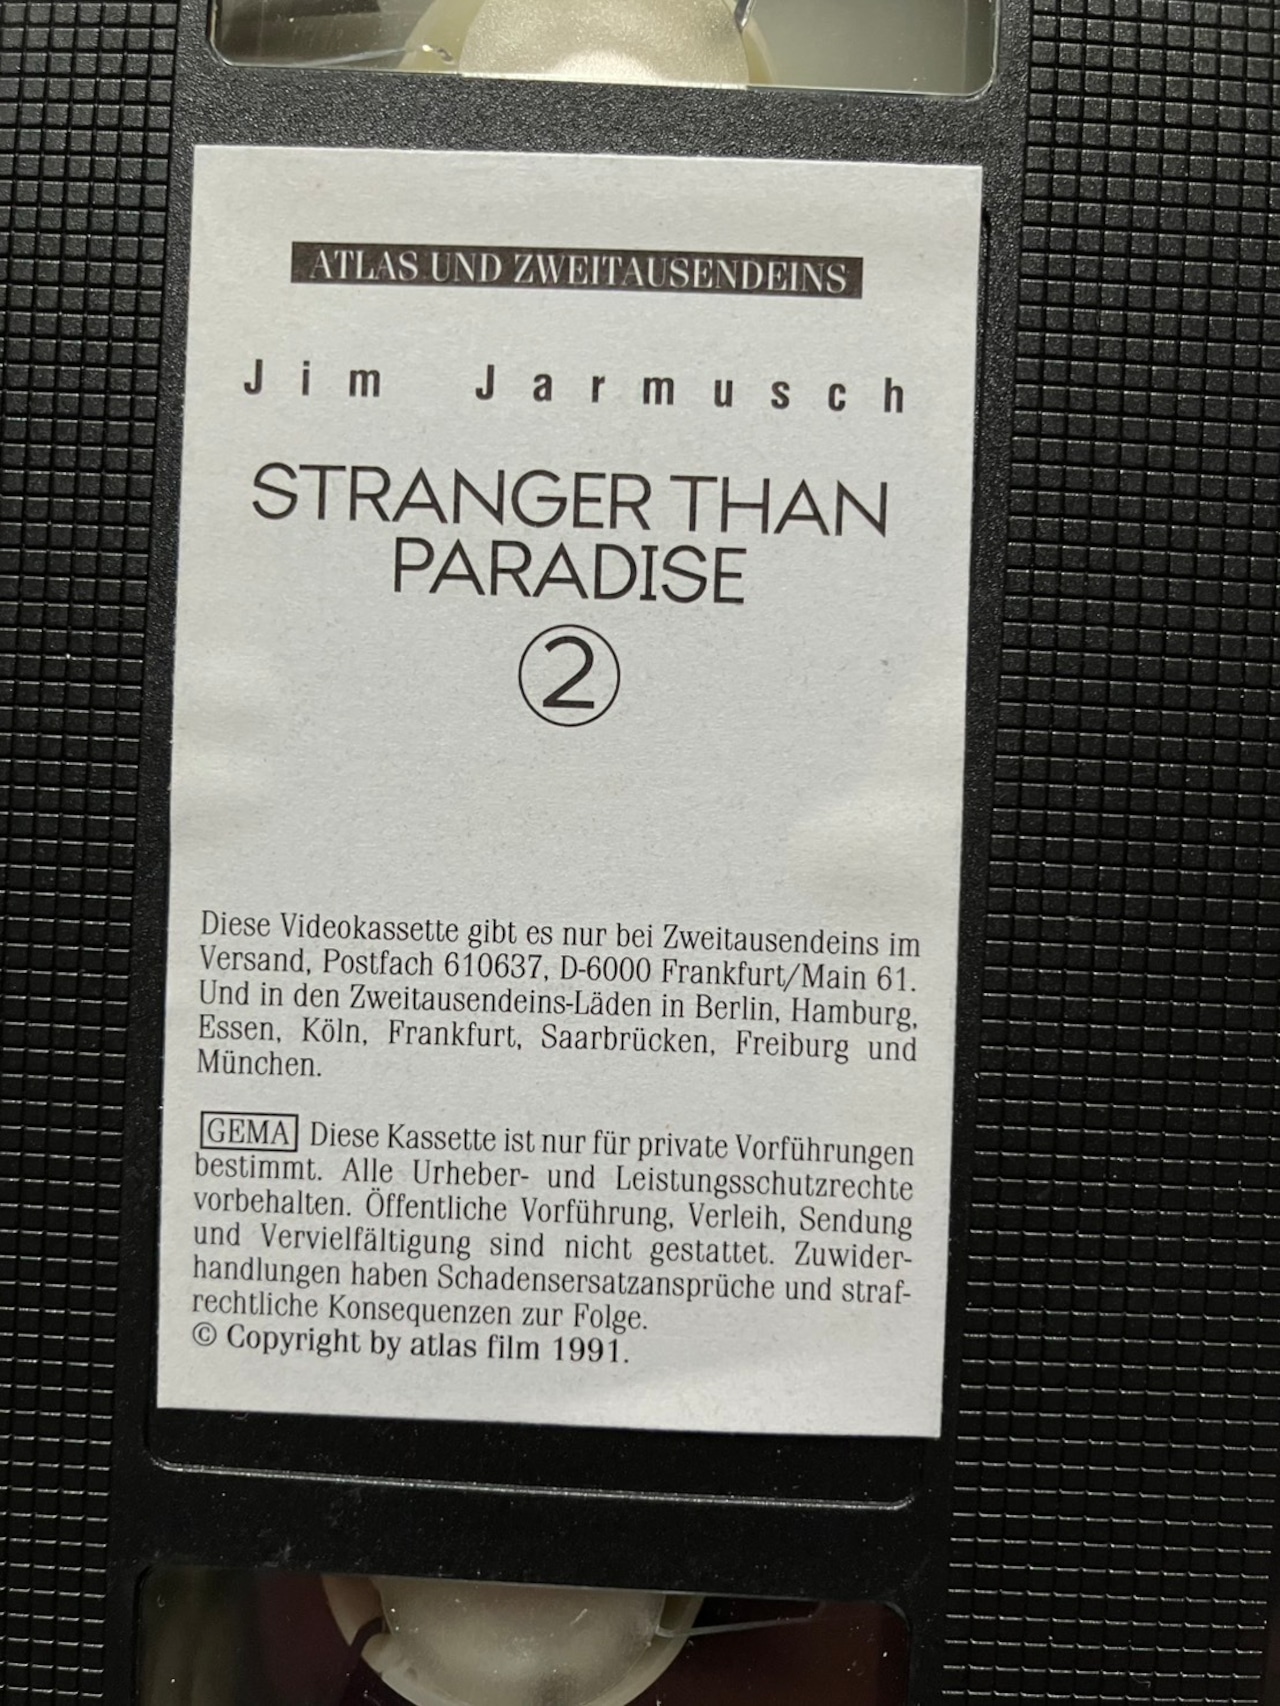 ATLAS UND ZWEITAUSENDEINS
Jim Jarmusch
STRANGER THAN
PARADISE
2
Diese Videokassette gibt es nur bei Zweitausendeins im
Versand, Postfach 610637, D-6000 Frankfurt/Main 61.
Und in den Zweitausendeins-Läden in Berlin, Hamburg,
Essen, Köln, Frankfurt, Saarbrücken, Freiburg und
München.
GEMA Diese Kassette ist nur für private Vorführungen
bestimmt. Alle Urheber- und Leistungsschutzrechte
vorbehalten. Öffentliche Vorführung, Verleih, Sendung
und Vervielfältigung sind nicht gestattet. Zuwider-
handlungen haben Schadensersatzansprüche und straf-
rechtliche Konsequenzen zur Folge.
© Copyright by atlas film 1991.